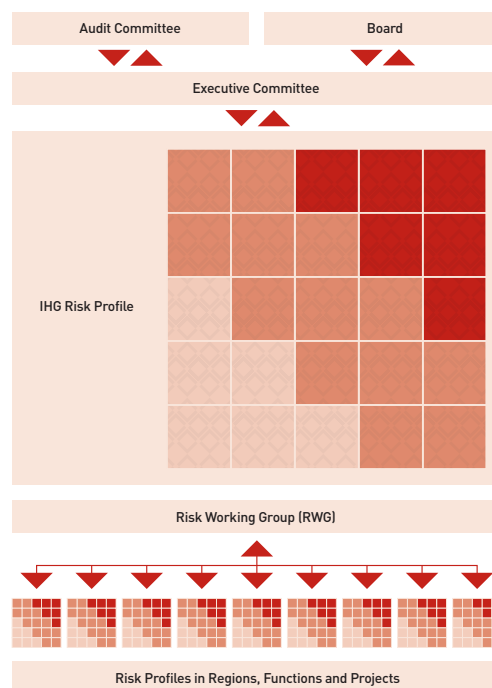 Audit Committee
Board
Executive Committee
IHG Risk Profile
Risk Working Group (RWG)
Risk Profiles in Regions, Functions and Projects